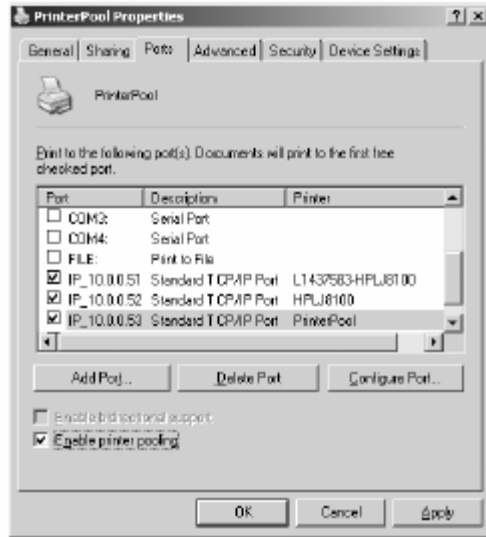 PrinterPool Properties
General Sharing Ports Advanced Security Device Settings
PrinterPool
Print to the following port(s). Documents will print to the first free
checked port.
Port Description Printer
COM3: Serial Port
COM4: Serial Port
FILE: Print to File
IP_10.0.0.51 Standard TCP/IP Port L1437583-HPLJ8100
IP_10.0.0.52 Standard TCP/IP Port HPLJ8100
IP_10.0.0.53 Standard TCP/IP Port PrinterPool
Add Port... Delete Port Configure Port...
Enable bidirectional support
Enable printer pooling
OK Cancel Apply